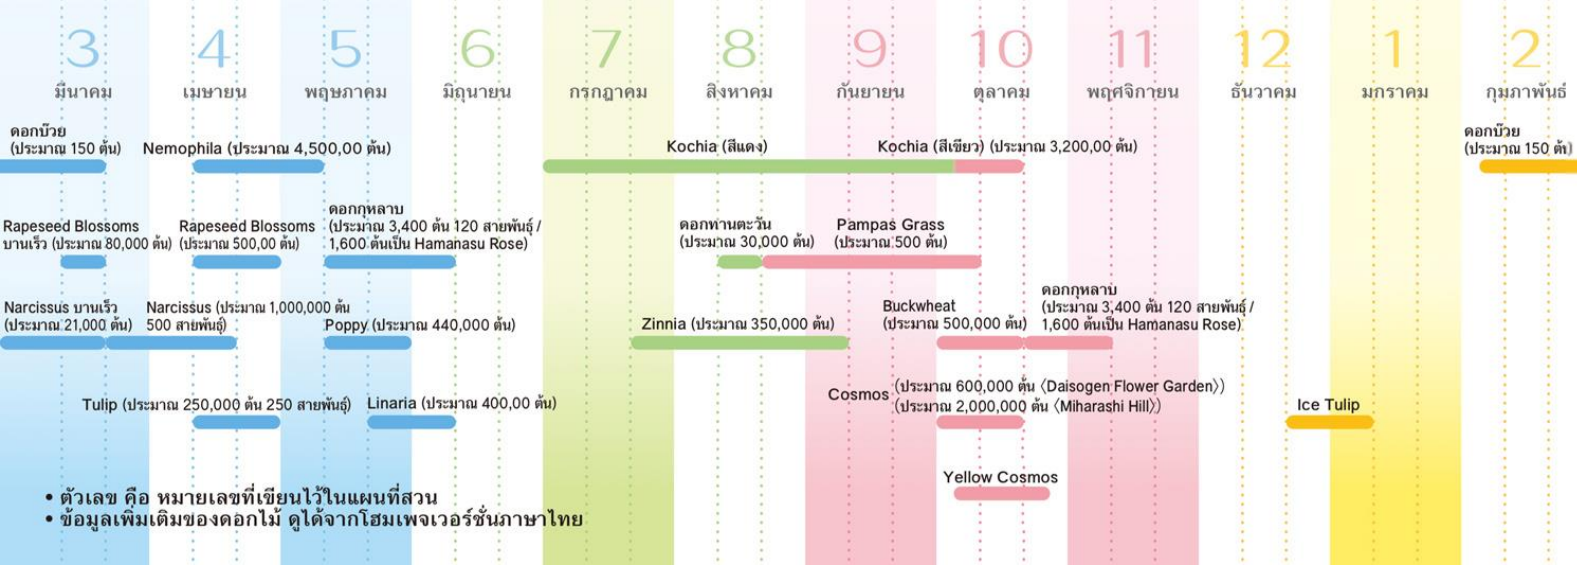 3 4 5 6 7 8 9 10 11 12 1 2
มีนาคม เมษายน พฤษภาคม มิถุนายน กรกฎาคม สิงหาคม กันยายน ตุลาคม พฤศจิกายน ธันวาคม มกราคม กุมภาพันธ์
ดอกบ๊วย
(ประมาณ 150 ต้น)
Nemophila (ประมาณ 4,500,00 ต้น)
Kochia (สีแดง)
Kochia (สีเขียว) (ประมาณ 3,200,00 ต้น)
ดอกบ๊วย
(ประมาณ 150 ต้น)
Rapeseed Blossoms
บานเร็ว (ประมาณ 80,000 ต้น)
Rapeseed Blossoms
(ประมาณ 500,00 ต้น)
ดอกกุหลาบ
(ประมาณ 3,400 ต้น 120 สายพันธุ์ /
1,600 ต้นเป็น Hamanasu Rose)
ดอกทานตะวัน
(ประมาณ 30,000 ต้น)
Pampas Grass
(ประมาณ 500 ต้น)
Narcissus บานเร็ว
(ประมาณ 21,000 ต้น)
Narcissus (ประมาณ 1,000,000 ต้น
500 สายพันธุ์)
Poppy (ประมาณ 440,000 ต้น)
Zinnia (ประมาณ 350,000 ต้น)
Buckwheat
(ประมาณ 500,000 ต้น)
ดอกกุหลาบ
(ประมาณ 3,400 ต้น 120 สายพันธุ์ /
1,600 ต้นเป็น Hamanasu Rose)
Tulip (ประมาณ 250,000 ต้น 250 สายพันธุ์)
Linaria (ประมาณ 400,00 ต้น)
Cosmos (ประมาณ 600,000 ต้น 〈Daisogen Flower Garden〉)
(ประมาณ 2,000,000 ต้น 〈Miharashi Hill〉)
Ice Tulip
Yellow Cosmos
• ตัวเลข คือ หมายเลขที่เขียนไว้ในแผนที่สวน
• ข้อมูลเพิ่มเติมของดอกไม้ ดูได้จากโฮมเพจเวอร์ชั่นภาษาไทย